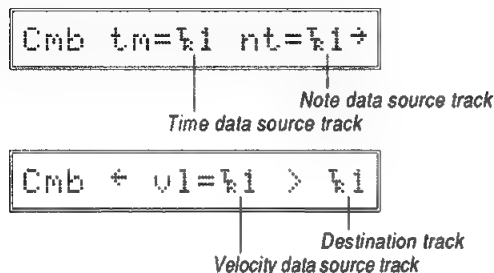 Cmb tm=TR1 nt=TR1→
Note data source track
Time data source track
Cmb ← vl=TR1 > TR1
Destination track
Velocity data source track